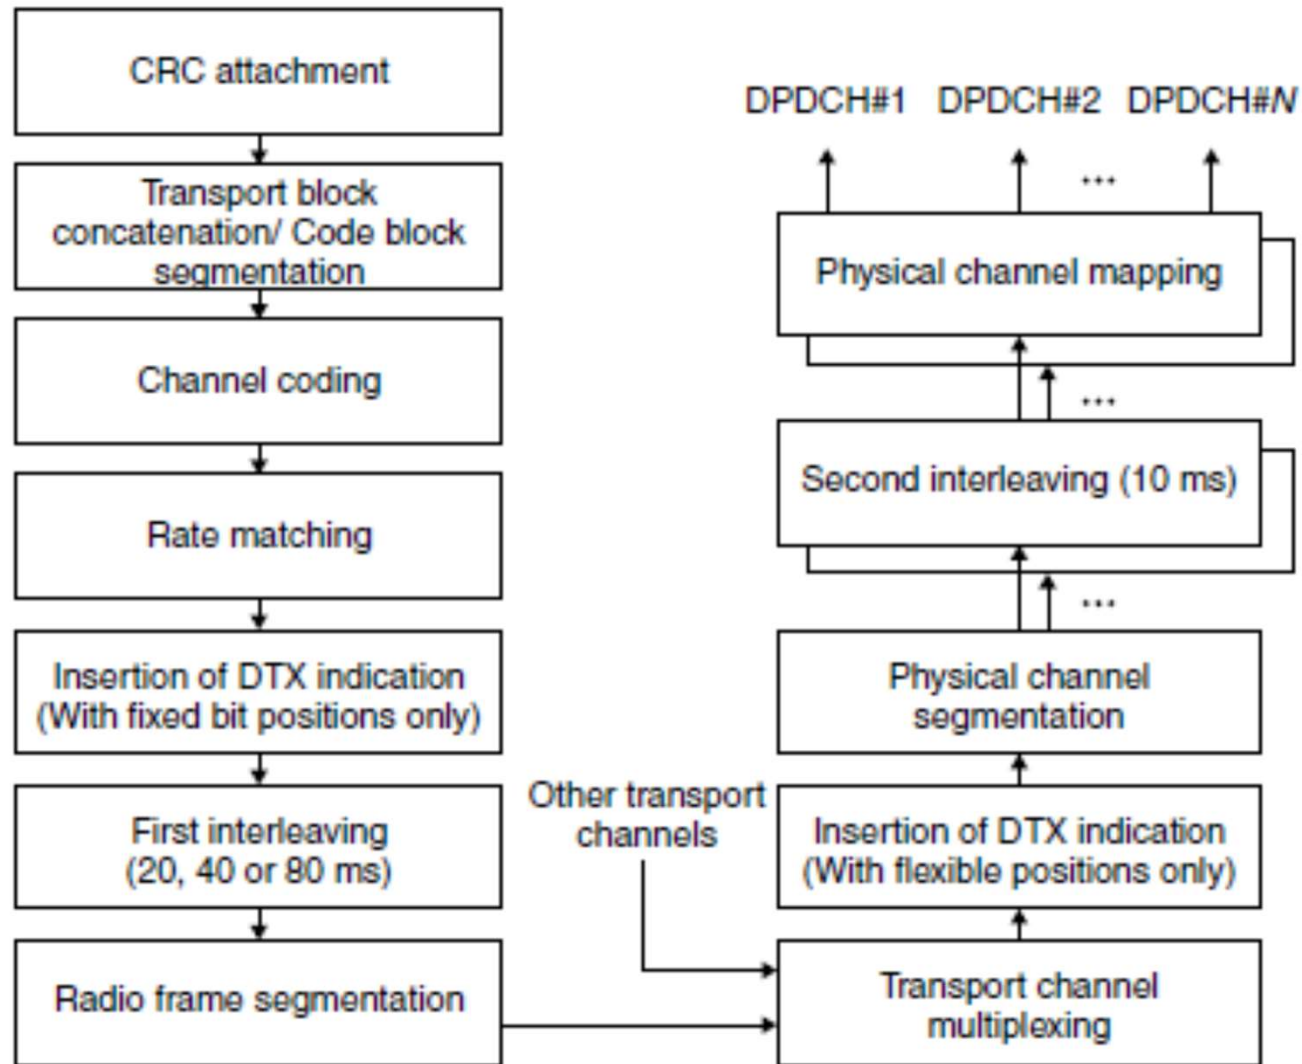 CRC attachment
Transport block
concatenation/ Code block
segmentation
Channel coding
Rate matching
Insertion of DTX indication
(With fixed bit positions only)
First interleaving
(20, 40 or 80 ms)
Radio frame segmentation
Other transport
channels
DPDCH#1 DPDCH#2 DPDCH#N
...
Physical channel mapping
...
Second interleaving (10 ms)
...
Physical channel
segmentation
Insertion of DTX indication
(With flexible positions only)
Transport channel
multiplexing